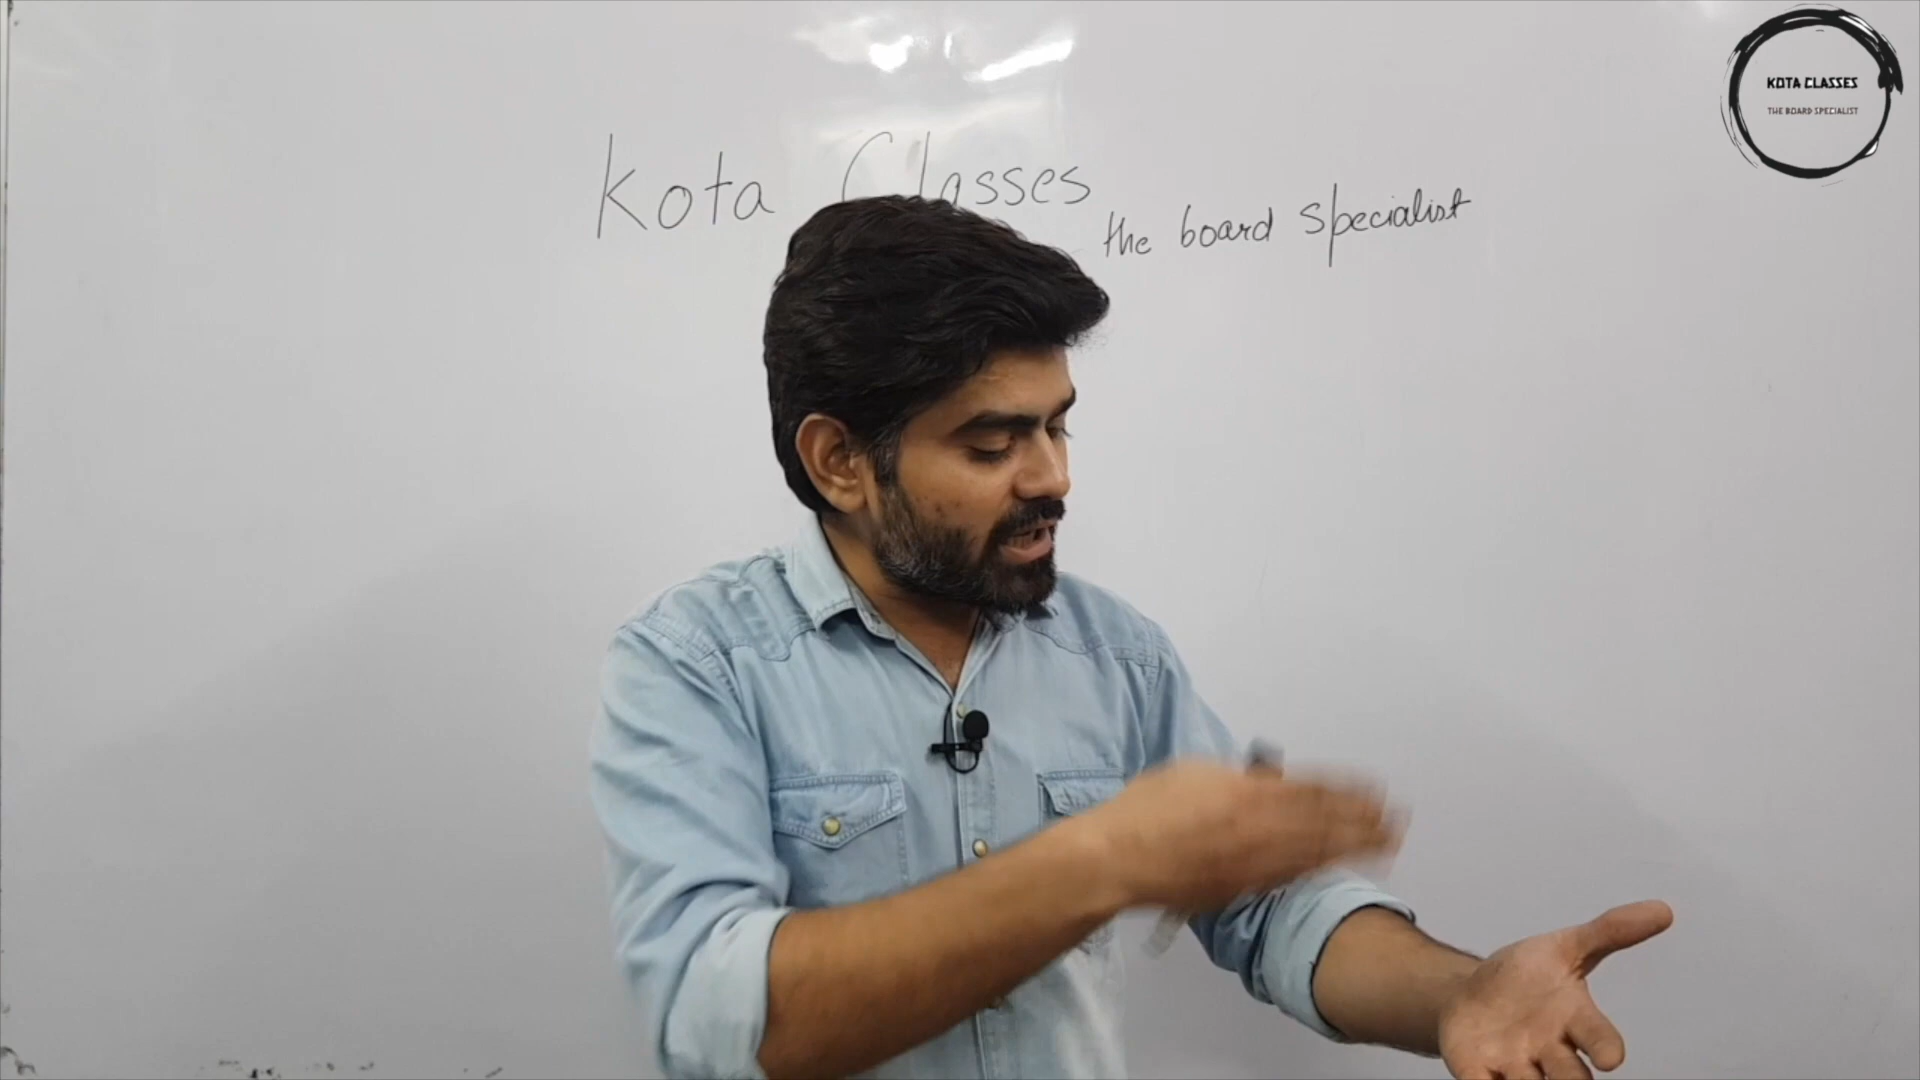 Kota Classes
the board specialist
KOTA CLASSES
THE BOARD SPECIALIST